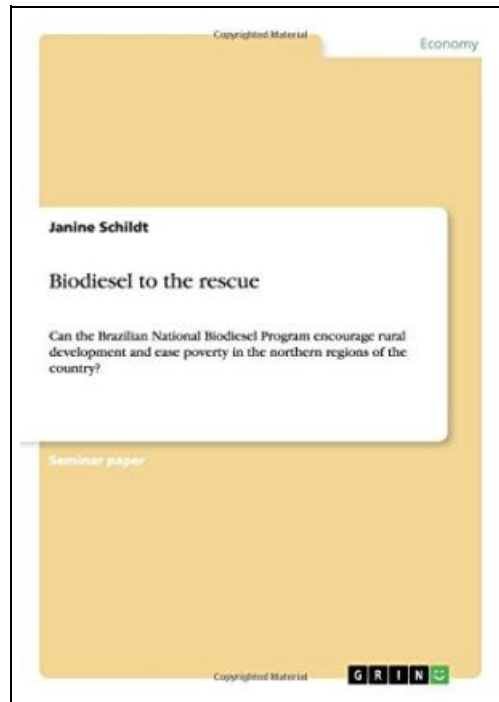 Copyrighted Material
Economy
Janine Schildt
Biodiesel to the rescue
Can the Brazilian National Biodiesel Program encourage rural
development and ease poverty in the northern regions of the
country?
Seminar paper
Copyrighted Material
GRIN